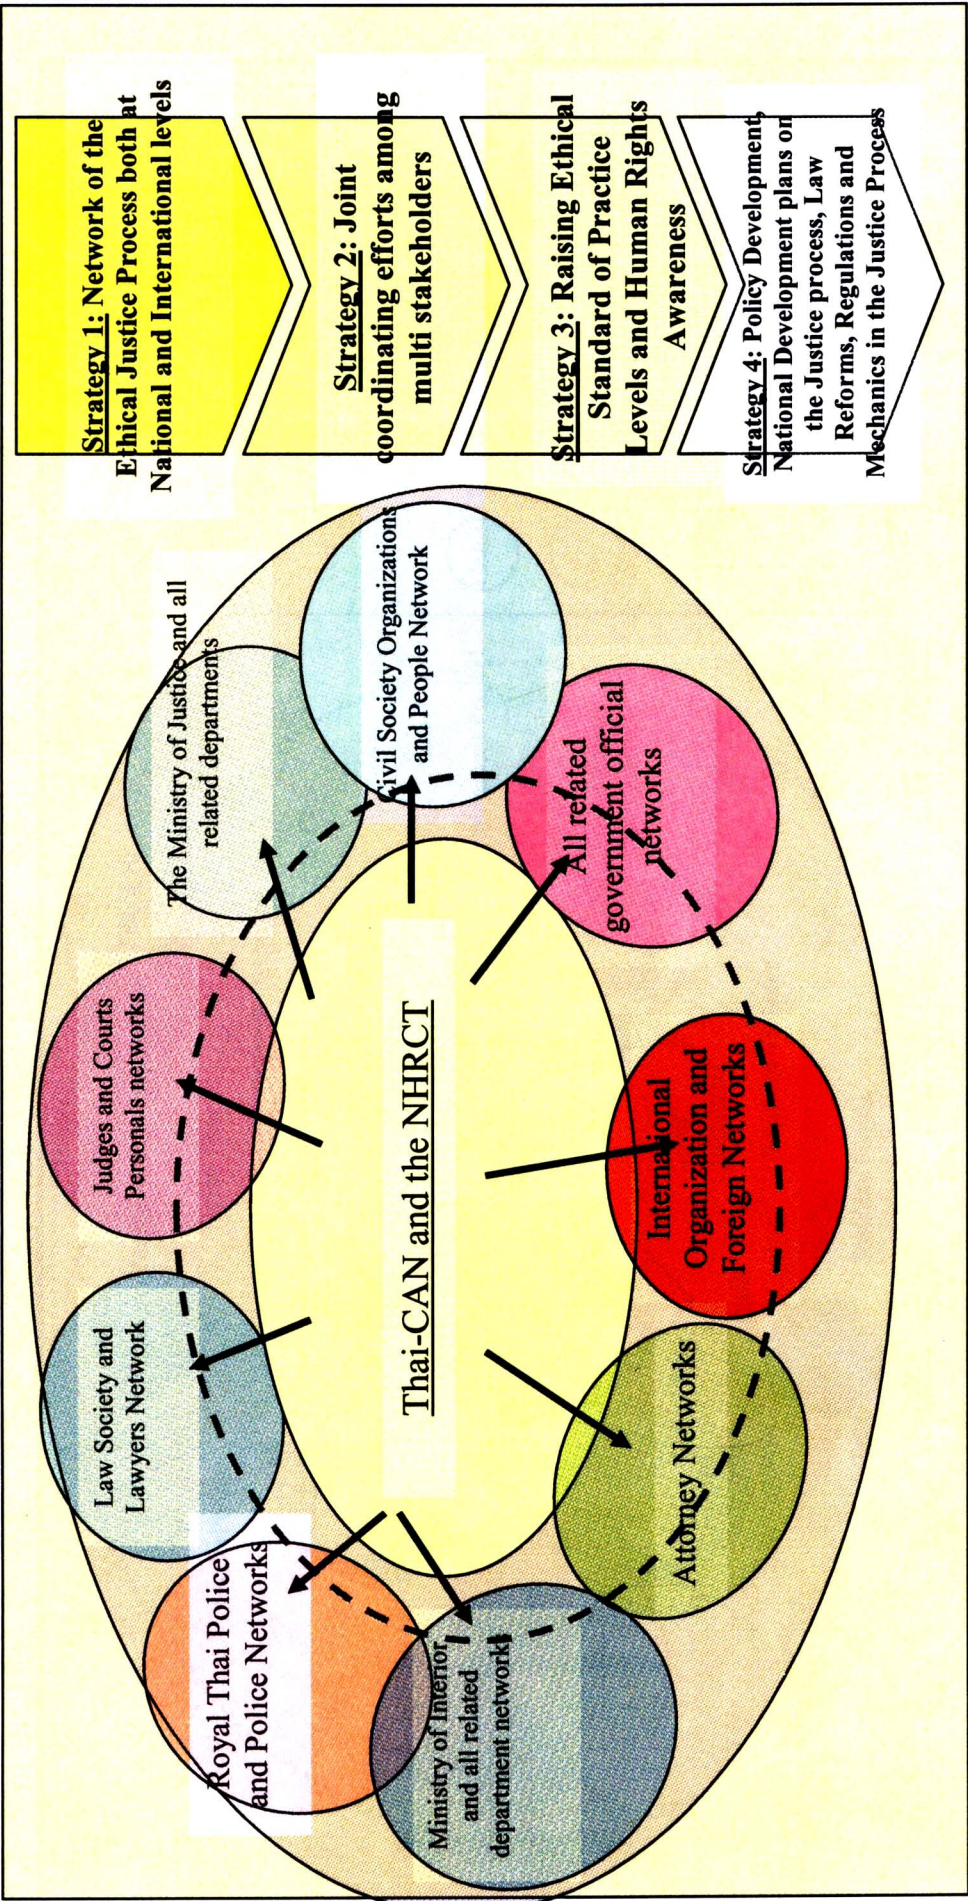 Strategy 1: Network of the
Ethical Justice Process both at
National and International levels
Strategy 2: Joint
coordinating efforts among
multi stakeholders
Strategy 3: Raising Ethical
Standard of Practice
Levels and Human Rights
Awareness
Strategy 4: Policy Development,
National Development plans on
the Justice process, Law
Reforms, Regulations and
Mechanics in the Justice Process
Royal Thai Police
and Police Networks
Law Society and
Lawyers Network
Judges and Courts
Personals networks
The Ministry of Justice and all
related departments
Civil Society Organizations
and People Network
Thai-CAN and the NHRCT
Ministry of Interior
and all related
department network
Attorney Networks
International
Organization and
Foreign Networks
All related
government official
networks